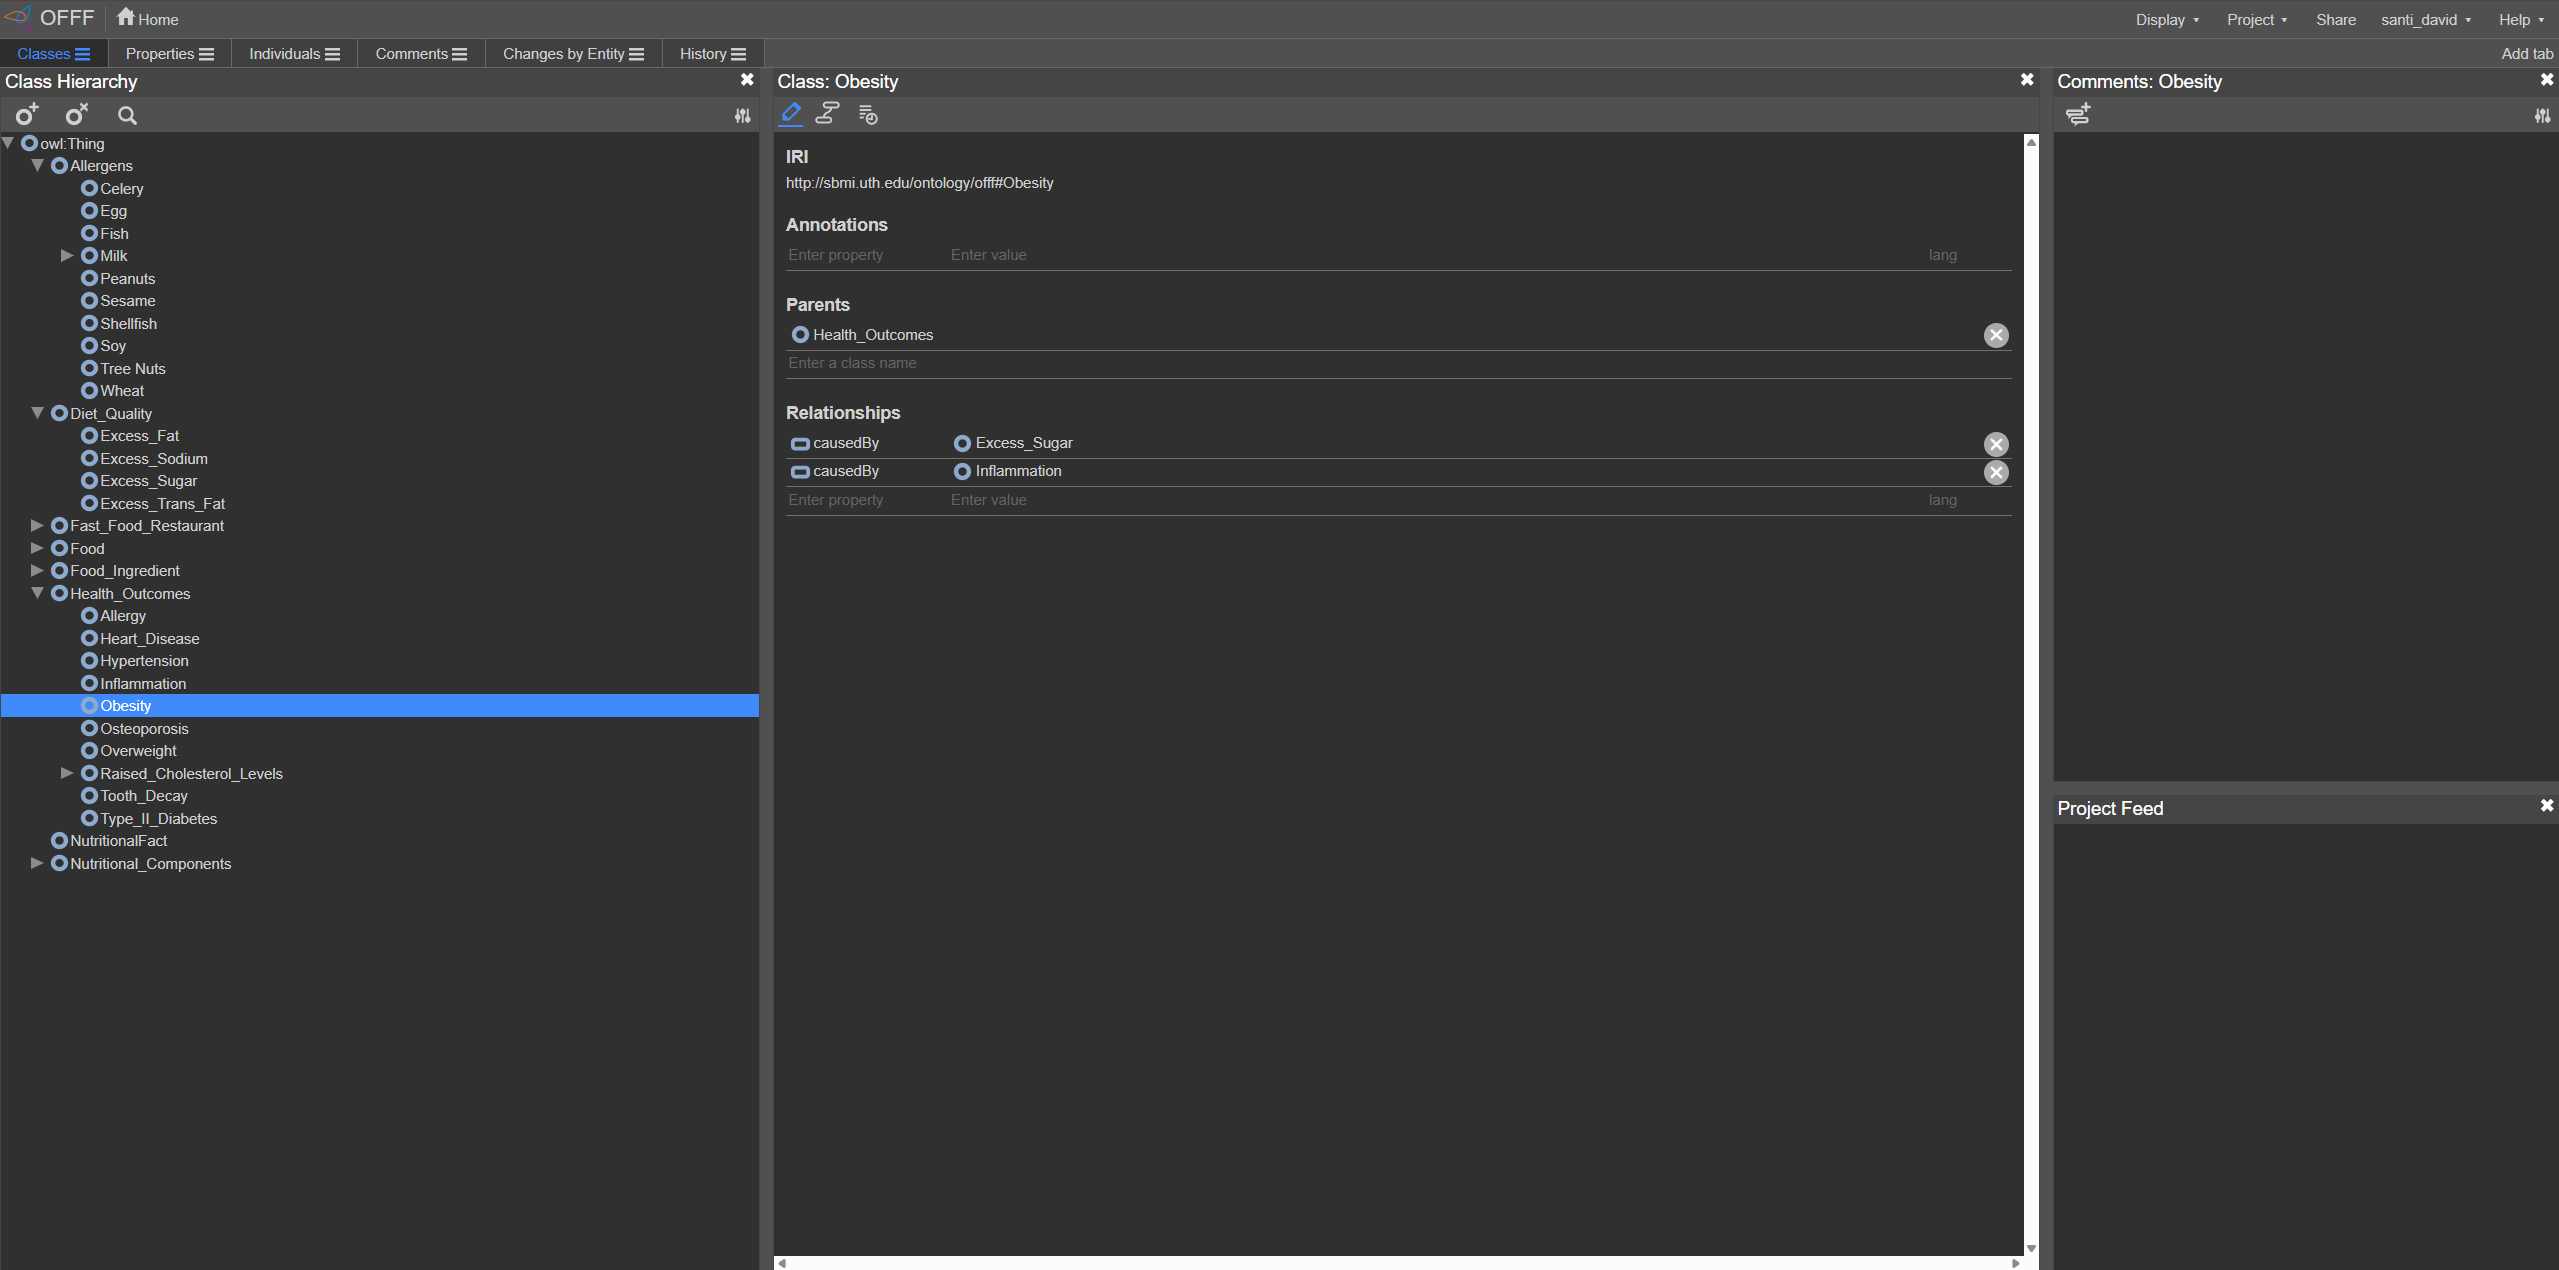 OFFF Home Display Project Share santi_david Help
Classes Properties Individuals Comments Changes by Entity History Add tab
Class Hierarchy
owl:Thing
Allergens
Celery
Egg
Fish
Milk
Peanuts
Sesame
Shellfish
Soy
Tree Nuts
Wheat
Diet_Quality
Excess_Fat
Excess_Sodium
Excess_Sugar
Excess_Trans_Fat
Fast_Food_Restaurant
Food
Food_Ingredient
Health_Outcomes
Allergy
Heart_Disease
Hypertension
Inflammation
Obesity
Osteoporosis
Overweight
Raised_Cholesterol_Levels
Tooth_Decay
Type_II_Diabetes
NutritionalFact
Nutritional_Components
Class: Obesity
IRI
http://sbmi.uth.edu/ontology/offf#Obesity
Annotations
Enter property Enter value lang
Parents
Health_Outcomes
Enter a class name
Relationships
causedBy Excess_Sugar
causedBy Inflammation
Enter property Enter value lang
Comments: Obesity
Project Feed